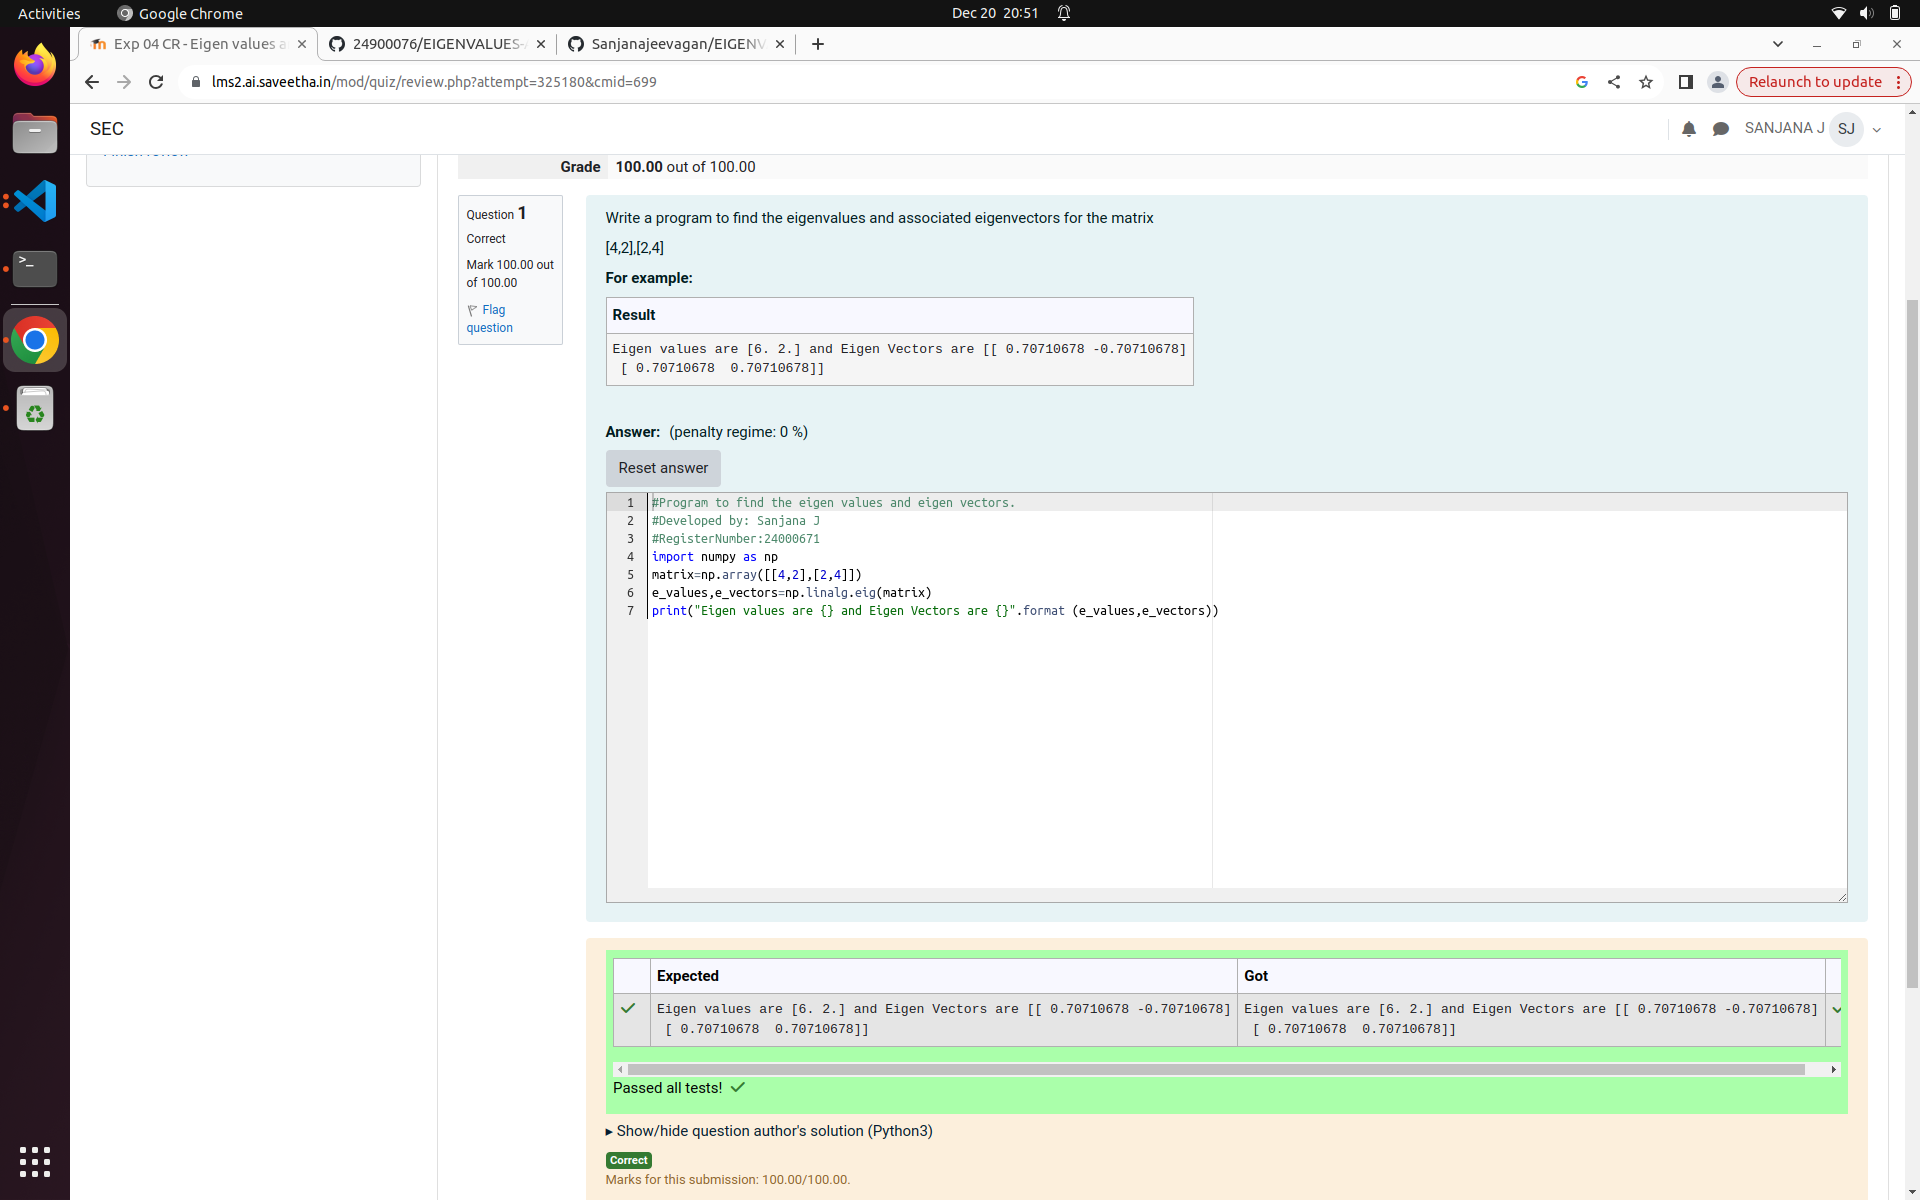 Activities
Google Chrome
Dec 20 20:51
Exp 04 CR - Eigen values a
24900076/EIGENVALUES-
Sanjanajeevagan/EIGENV
lms2.ai.saveetha.in/mod/quiz/review.php?attempt=325180&cmid=699
Relaunch to update
SEC
SANJANA J
SJ
Grade 100.00 out of 100.00
Question 1
Correct
Mark 100.00 out
of 100.00
Flag
question
Write a program to find the eigenvalues and associated eigenvectors for the matrix
[4,2],[2,4]
For example:
Result
Eigen values are [6. 2.] and Eigen Vectors are [[ 0.70710678 -0.70710678]
[ 0.70710678  0.70710678]]
Answer: (penalty regime: 0 %)
Reset answer
1 #Program to find the eigen values and eigen vectors.
2 #Developed by: Sanjana J
3 #RegisterNumber:24000671
4 import numpy as np
5 matrix=np.array([[4,2],[2,4]])
6 e_values,e_vectors=np.linalg.eig(matrix)
7 print("Eigen values are {} and Eigen Vectors are {}".format (e_values,e_vectors))
Expected
Got
Eigen values are [6. 2.] and Eigen Vectors are [[ 0.70710678 -0.70710678]
[ 0.70710678  0.70710678]]
Eigen values are [6. 2.] and Eigen Vectors are [[ 0.70710678 -0.70710678]
[ 0.70710678  0.70710678]]
Passed all tests!
Show/hide question author's solution (Python3)
Correct
Marks for this submission: 100.00/100.00.